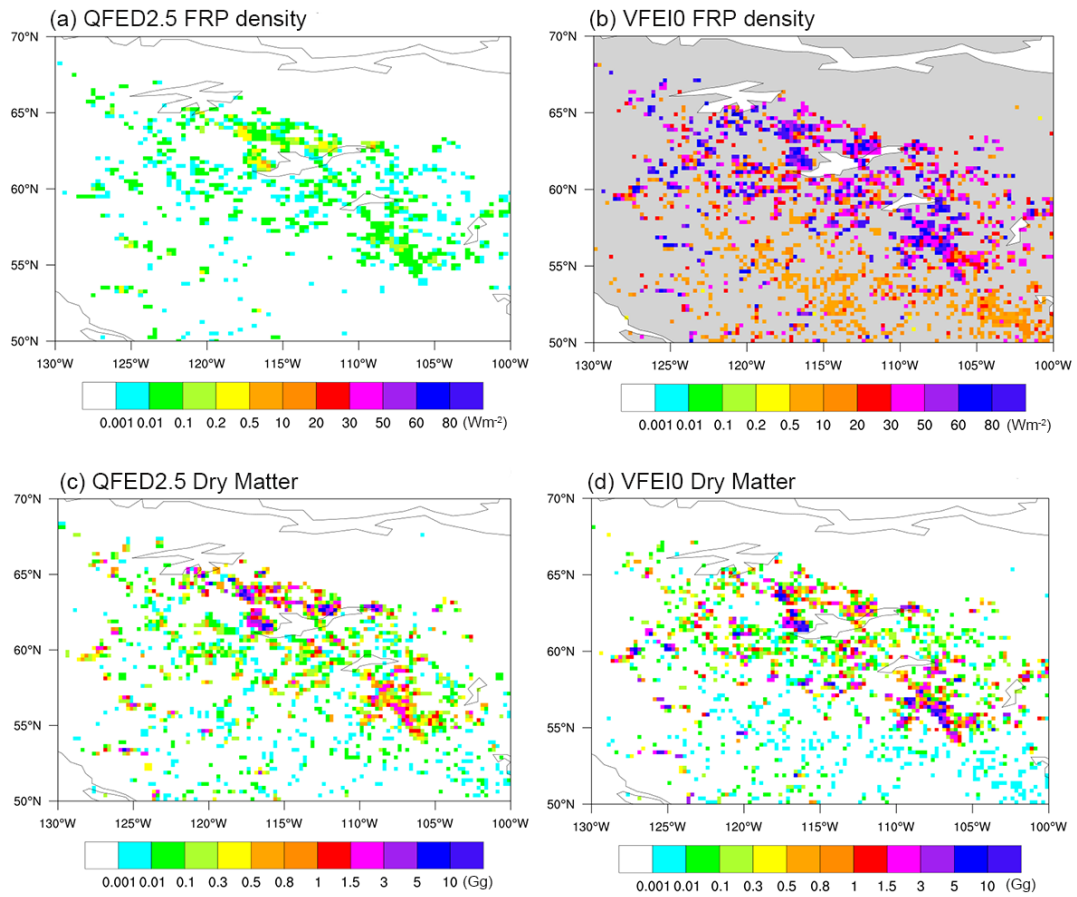 (a) QFED2.5 FRP density
(b) VFEI0 FRP density
70°N
65°N
60°N
55°N
50°N
130°W 125°W 120°W 115°W 110°W 105°W 100°W
70°N
65°N
60°N
55°N
50°N
130°W 125°W 120°W 115°W 110°W 105°W 100°W
0.001 0.01 0.1 0.2 0.5 10 20 30 50 60 80 (Wm-2)
0.001 0.01 0.1 0.2 0.5 10 20 30 50 60 80 (Wm-2)
(c) QFED2.5 Dry Matter
(d) VFEI0 Dry Matter
70°N
65°N
60°N
55°N
50°N
130°W 125°W 120°W 115°W 110°W 105°W 100°W
70°N
65°N
60°N
55°N
50°N
130°W 125°W 120°W 115°W 110°W 105°W 100°W
0.001 0.01 0.1 0.3 0.5 0.8 1 1.5 3 5 10 (Gg)
0.001 0.01 0.1 0.3 0.5 0.8 1 1.5 3 5 10 (Gg)